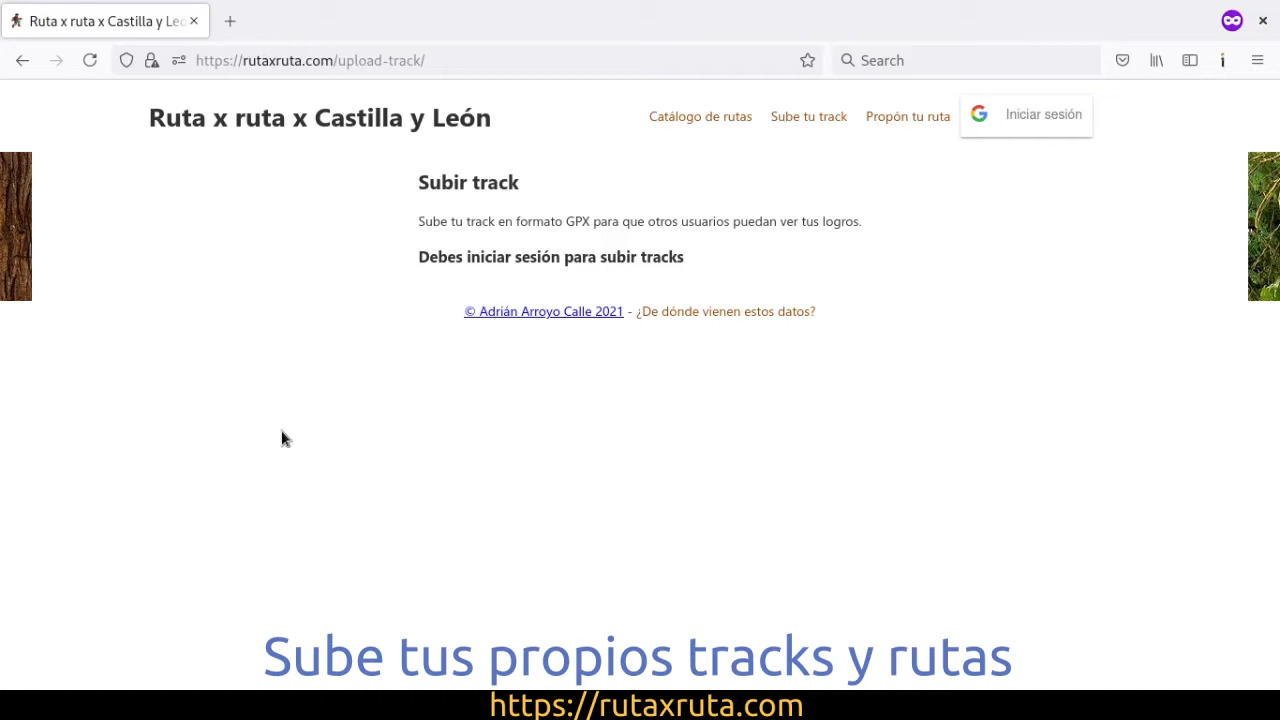 Ruta x ruta x Castilla y Leó
https://rutaxruta.com/upload-track/
Search
Ruta x ruta x Castilla y León
Catálogo de rutas
Sube tu track
Propón tu ruta
Iniciar sesión
Subir track
Sube tu track en formato GPX para que otros usuarios puedan ver tus logros.
Debes iniciar sesión para subir tracks
© Adrián Arroyo Calle 2021 - ¿De dónde vienen estos datos?
Sube tus propios tracks y rutas
https://rutaxruta.com